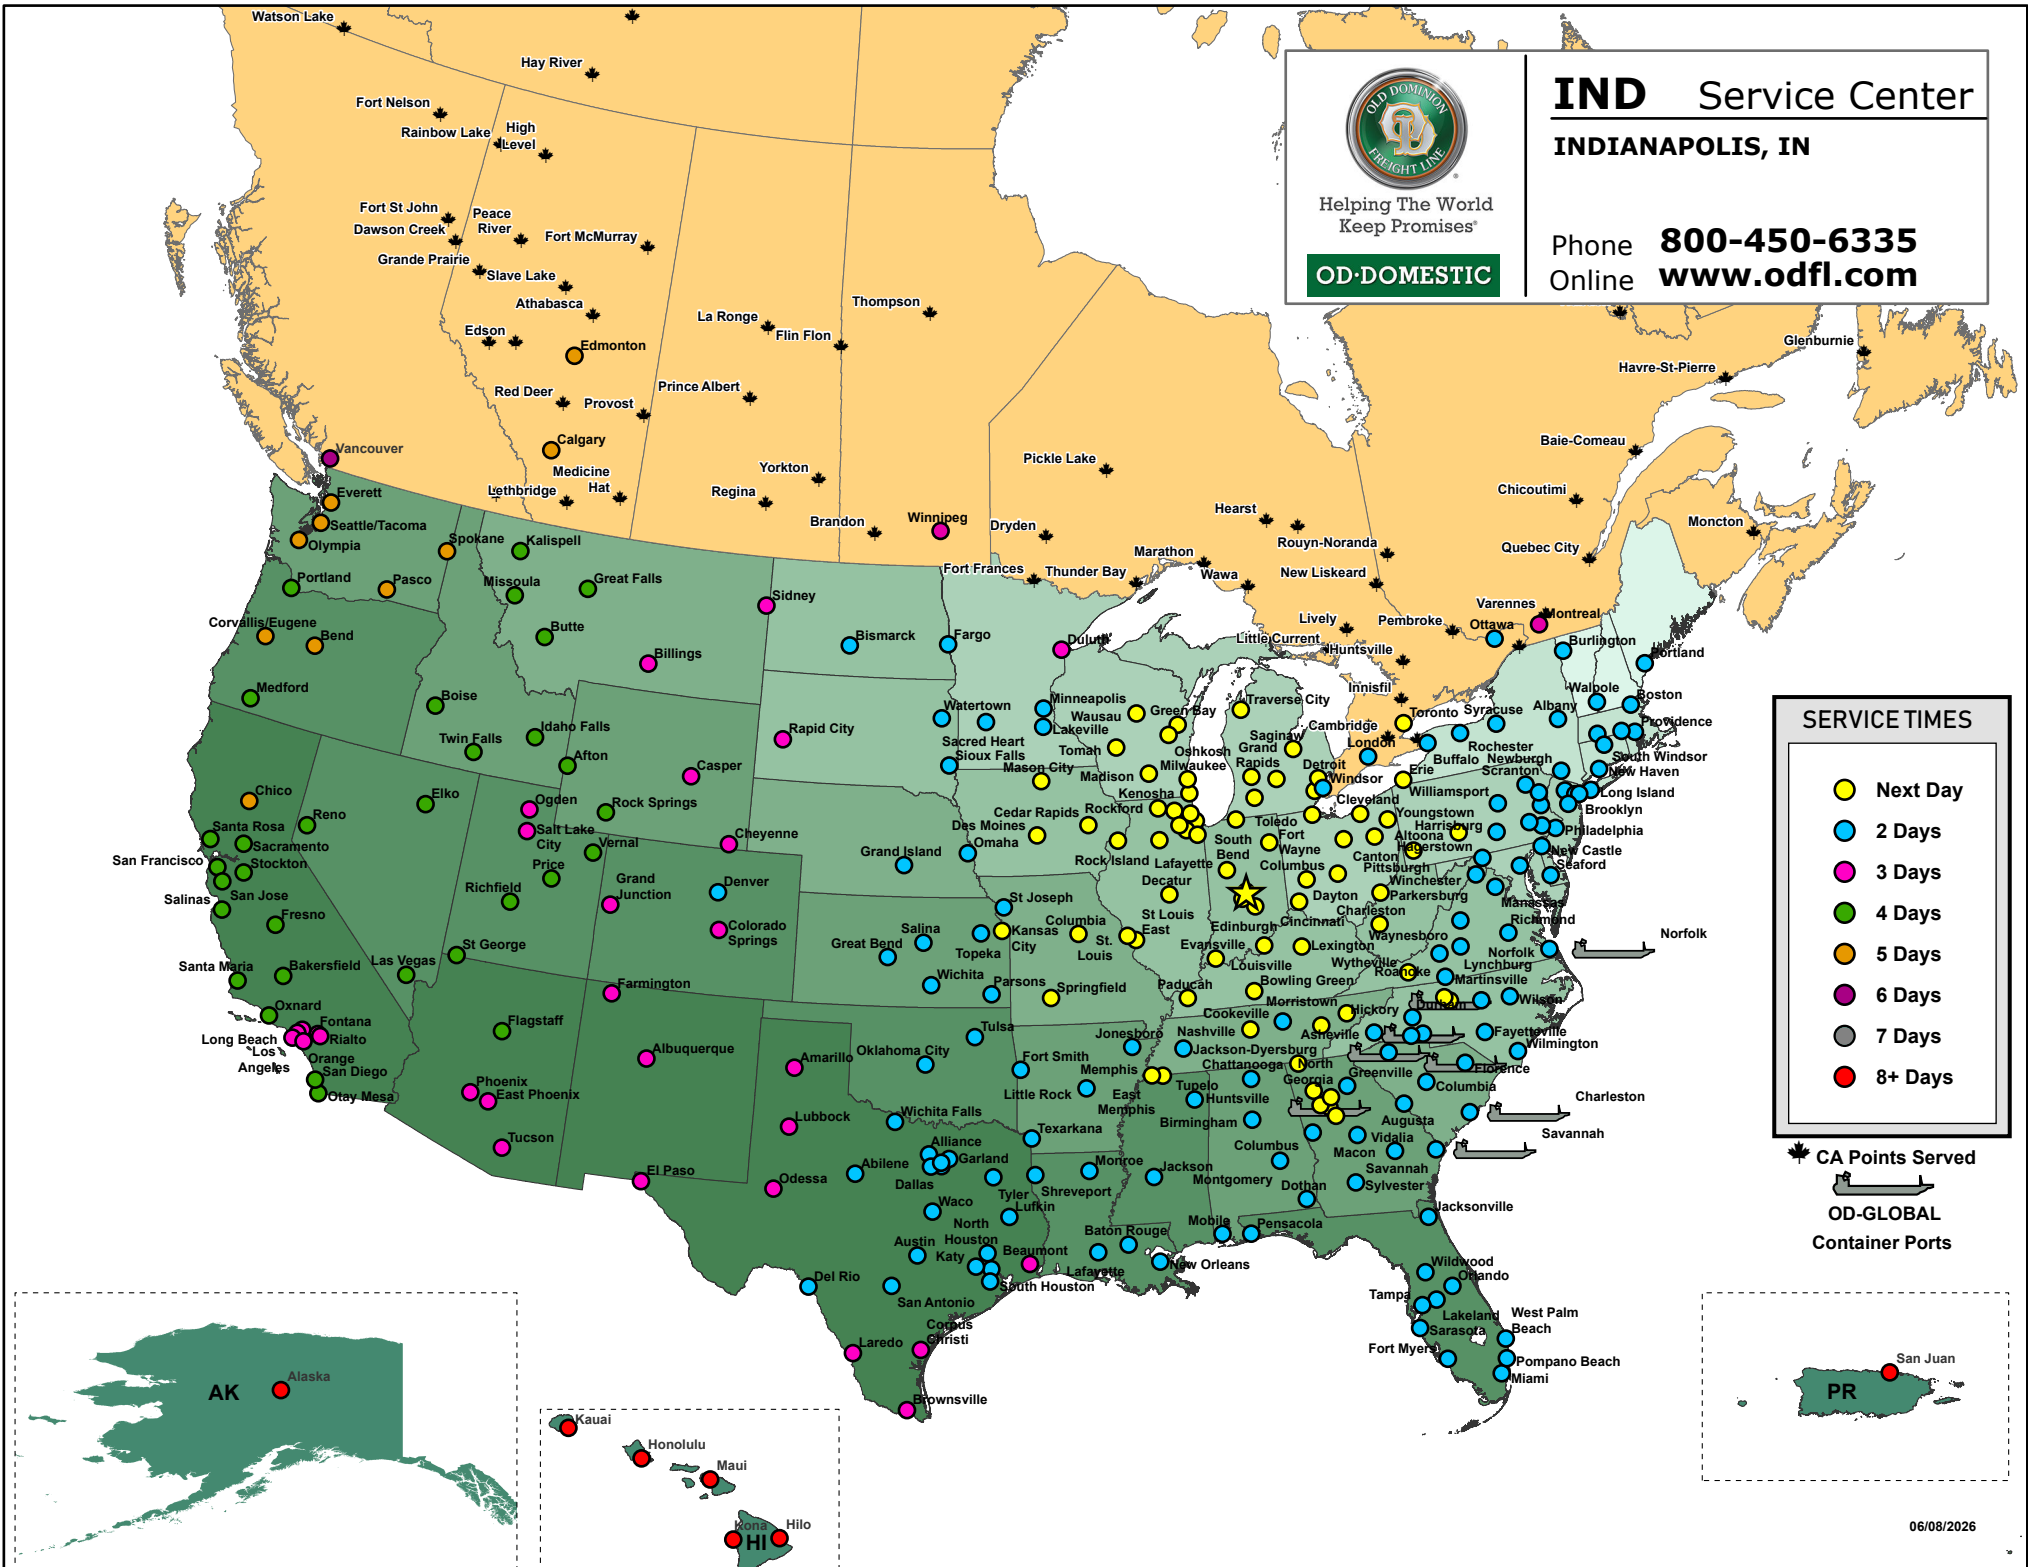 IND Service Center
INDIANAPOLIS, IN
Phone 800-450-6335
Online www.odfl.com
OLD DOMINION
FREIGHT LINE
Helping The World
Keep Promises®
OD·DOMESTIC
Watson Lake
Hay River
Fort Nelson
Rainbow Lake
High
Level
Fort St John
Dawson Creek
Peace
River
Fort McMurray
Grande Prairie
Slave Lake
Athabasca
Edson
Edmonton
La Ronge
Flin Flon
Thompson
Red Deer
Provost
Prince Albert
Calgary
Vancouver
Medicine
Hat
Lethbridge
Yorkton
Regina
Brandon
Winnipeg
Dryden
Pickle Lake
Fort Frances
Thunder Bay
Marathon
Wawa
Hearst
Rouyn-Noranda
New Liskeard
Lively
Little Current
Huntsville
Pembroke
Innisfil
Cambridge
Toronto
London
Windsor
Varennes
Montreal
Ottawa
Glenburnie
Havre-St-Pierre
Baie-Comeau
Chicoutimi
Quebec City
Moncton
Everett
Seattle/Tacoma
Olympia
Spokane
Kalispell
Portland
Pasco
Missoula
Great Falls
Corvallis/Eugene
Bend
Butte
Sidney
Billings
Medford
Boise
Idaho Falls
Twin Falls
Afton
Casper
Rapid City
Bismarck
Fargo
Duluth
Minneapolis
Lakeville
Watertown
Sacred Heart
Sioux Falls
Mason City
Wausau
Green Bay
Tomah
Oshkosh
Madison
Milwaukee
Kenosha
Rockford
Traverse City
Saginaw
Grand
Rapids
Detroit
Chico
Reno
Elko
Ogden
Salt Lake
City
Rock Springs
Vernal
Price
Cheyenne
Grand Island
Omaha
Des Moines
Cedar Rapids
Rock Island
Santa Rosa
Sacramento
San Francisco
Stockton
San Jose
Salinas
Fresno
Richfield
Grand
Junction
Denver
Colorado
Springs
St George
Las Vegas
Santa Maria
Bakersfield
Oxnard
Fontana
Rialto
Long Beach
Los
Angeles
Orange
San Diego
Otay Mesa
Flagstaff
Farmington
Albuquerque
Phoenix
East Phoenix
Tucson
El Paso
Salina
Great Bend
Topeka
St Joseph
Kansas
City
Columbia
Wichita
Parsons
Springfield
St.
Louis
St Louis
East
Decatur
Lafayette
South
Bend
Fort
Wayne
Toledo
Cleveland
Erie
Youngstown
Columbus
Canton
Pittsburgh
Altoona
Dayton
Cincinnati
Edinburgh
Evansville
Louisville
Lexington
Paducah
Bowling Green
Charleston
Parkersburg
Winchester
Waynesboro
Wytheville
Roanoke
Lynchburg
Martinsville
Richmond
Norfolk
Norfolk
Manassas
Hagerstown
Harrisburg
Williamsport
Scranton
Buffalo
Rochester
Syracuse
Albany
Newburgh
Burlington
Portland
Walpole
Boston
Providence
South Windsor
New Haven
Long Island
Brooklyn
Philadelphia
New Castle
Seaford
Amarillo
Lubbock
Odessa
Oklahoma City
Tulsa
Fort Smith
Little Rock
Jonesboro
Memphis
East
Memphis
Wichita Falls
Texarkana
Alliance
Garland
Dallas
Abilene
Waco
Tyler
Lufkin
Shreveport
Monroe
Jackson
Austin
North
Houston
Katy
Beaumont
South Houston
San Antonio
Del Rio
Laredo
Corpus
Christi
Brownsville
Lafayette
Baton Rouge
New Orleans
Mobile
Pensacola
Nashville
Cookeville
Jackson-Dyersburg
Chattanooga
Tupelo
Huntsville
Birmingham
Columbus
Montgomery
Dothan
Morristown
Hickory
Asheville
North
Georgia
Greenville
Durham
Wilson
Fayetteville
Wilmington
Florence
Columbia
Charleston
Augusta
Macon
Vidalia
Savannah
Savannah
Sylvester
Jacksonville
Wildwood
Orlando
Tampa
Lakeland
Sarasota
Fort Myers
West Palm
Beach
Pompano Beach
Miami
SERVICE TIMES
Next Day
2 Days
3 Days
4 Days
5 Days
6 Days
7 Days
8+ Days
CA Points Served
OD-GLOBAL
Container Ports
AK
Alaska
Kauai
Honolulu
Maui
Kona
Hilo
HI
PR
San Juan
06/08/2026